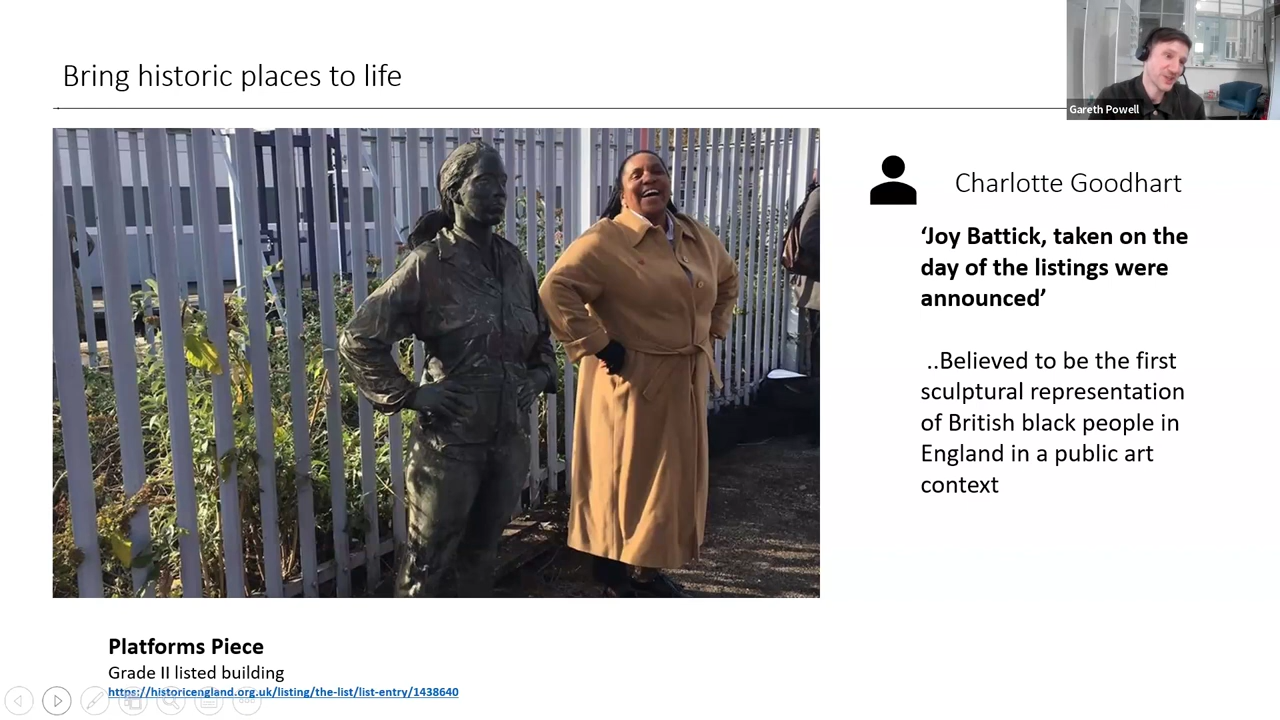 Bring historic places to life
Gareth Powell
Charlotte Goodhart
‘Joy Battick, taken on the
day of the listings were
announced’
..Believed to be the first
sculptural representation
of British black people in
England in a public art
context
Platforms Piece
Grade II listed building
https://historicengland.org.uk/listing/the-list/list-entry/1438640